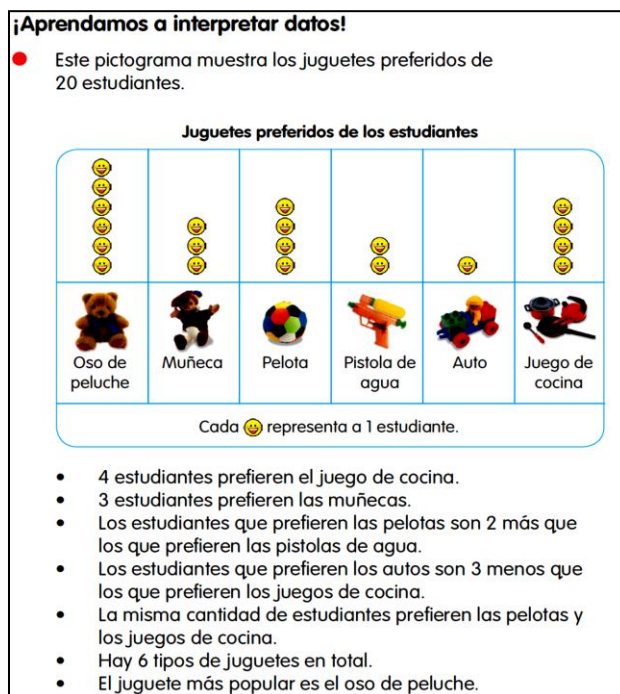 ¡Aprendamos a interpretar datos!
Este pictograma muestra los juguetes preferidos de
20 estudiantes.
Juguetes preferidos de los estudiantes
Oso de
peluche
Muñeca
Pelota
Pistola de
agua
Auto
Juego de
cocina
Cada representa a 1 estudiante.
• 4 estudiantes prefieren el juego de cocina.
• 3 estudiantes prefieren las muñecas.
• Los estudiantes que prefieren las pelotas son 2 más que
los que prefieren las pistolas de agua.
• Los estudiantes que prefieren los autos son 3 menos que
los que prefieren los juegos de cocina.
• La misma cantidad de estudiantes prefieren las pelotas y
los juegos de cocina.
• Hay 6 tipos de juguetes en total.
• El juguete más popular es el oso de peluche.